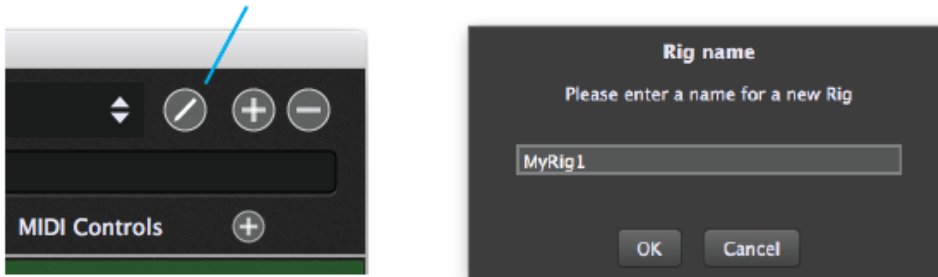 MIDI Controls
Rig name
Please enter a name for a new Rig
MyRig1
OK
Cancel